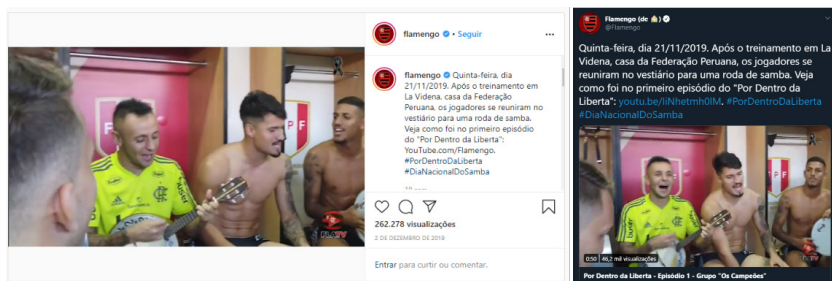 flamengo • Seguir
flamengo Quinta-feira, dia
21/11/2019. Após o treinamento em
La Videna, casa da Federação
Peruana, os jogadores se
reuniram no vestiário para uma
roda de samba.
Veja como foi no primeiro episódio
do "Por Dentro da Liberta":
YouTube.com/Flamengo.
#PorDentroDaLiberta
#DiaNacionalDoSamba
262.278 visualizações
2 DE DEZEMBRO DE 2019
Entrar para curtir ou comentar.
F P F
FLATV
Flamengo (de 🏠)
@Flamengo
Quinta-feira, dia 21/11/2019. Após o treinamento em La
Videna, casa da Federação Peruana, os jogadores se
reuniram no vestiário para uma roda de samba. Veja
como foi no primeiro episódio do "Por Dentro da
Liberta": youtu.be/IiNhetmh0IM. #PorDentroDaLiberta
#DiaNacionalDoSamba
0:50 46,2 mil visualizações
Por Dentro da Liberta - Episódio 1 - Grupo "Os Campeões"